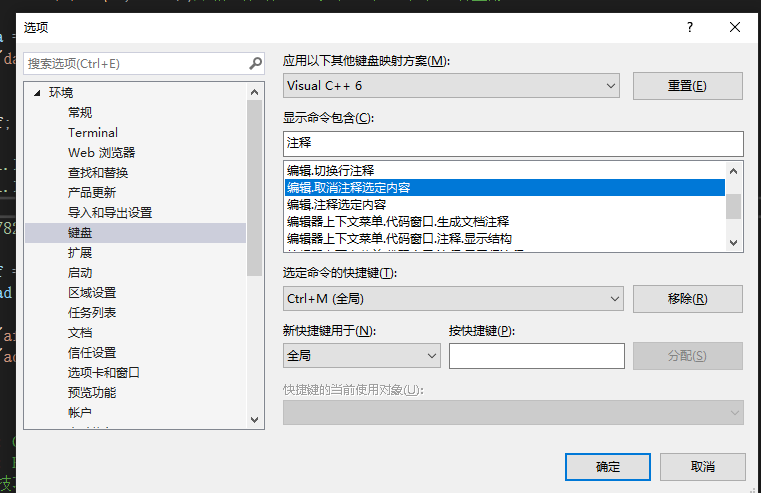 选项
?
搜索选项(Ctrl+E)
环境
常规
Terminal
Web 浏览器
查找和替换
产品更新
导入和导出设置
键盘
扩展
启动
区域设置
任务列表
文档
信任设置
选项卡和窗口
预览功能
帐户
应用以下其他键盘映射方案(M):
Visual C++ 6
重置(E)
显示命令包含(C):
注释
编辑.切换行注释
编辑.取消注释选定内容
编辑.注释选定内容
编辑器上下文菜单.代码窗口.生成文档注释
编辑器上下文菜单.代码窗口.注释.显示结构
选定命令的快捷键(T):
Ctrl+M (全局)
移除(R)
新快捷键用于(N):
按快捷键(P):
全局
分配(S)
快捷键的当前使用对象(U):
确定
取消